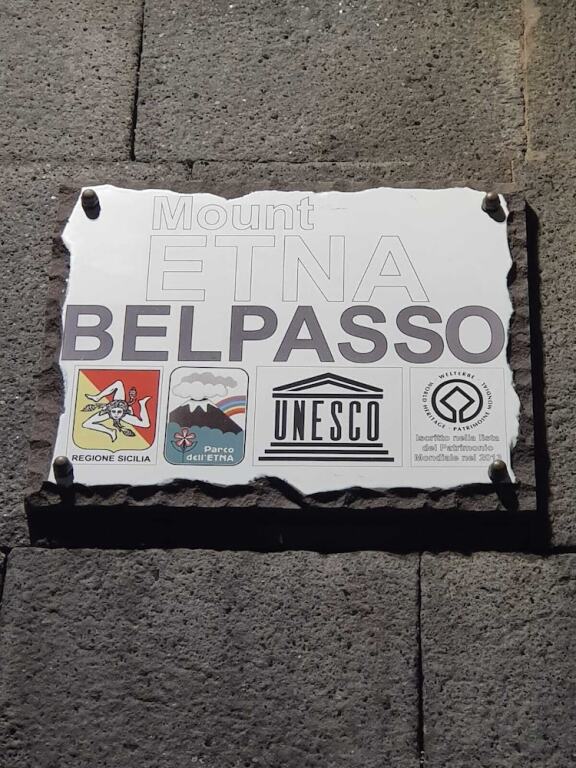 Mount
ETNA
BELPASSO
REGIONE SICILIA
Parco
dell'ETNA
UNESCO
WORLD HERITAGE · PATRIMOINE MONDIAL · WELTERBE
Iscritto nella lista
del Patrimonio
Mondiale nel 2013